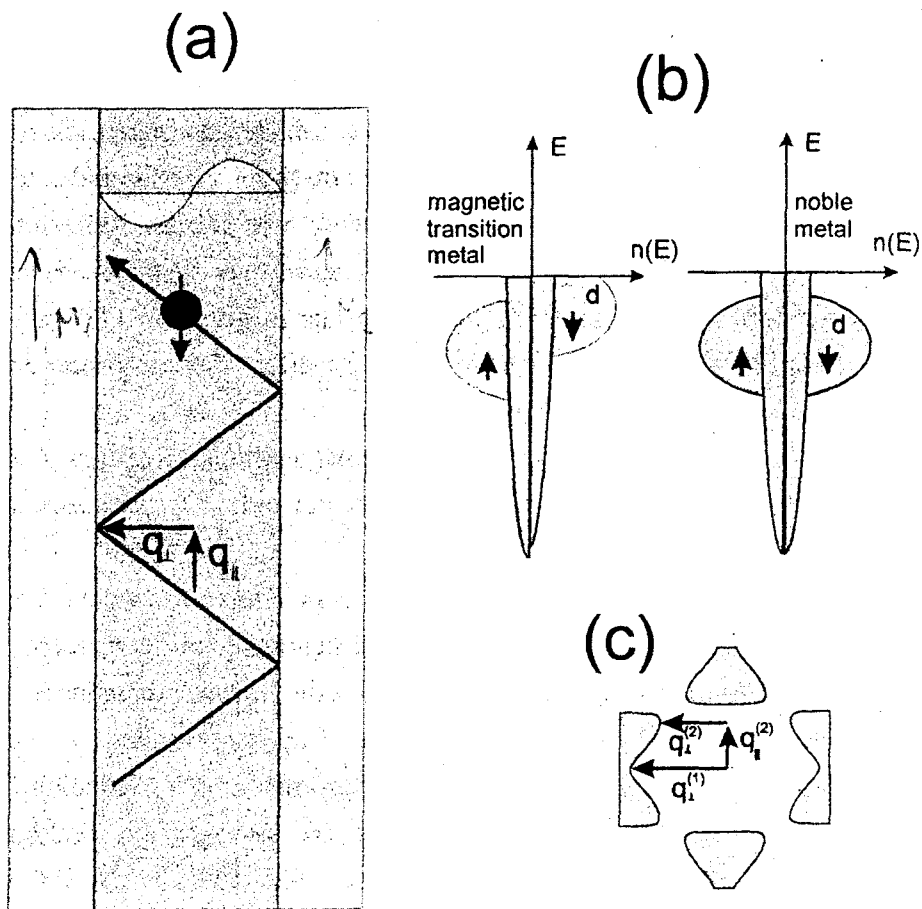 (a)
(b)
E
E
magnetic
transition
metal
noble
metal
n(E)
n(E)
d
d
q⊥
q∥
(c)
q⊥(2)
q∥(2)
q⊥(1)